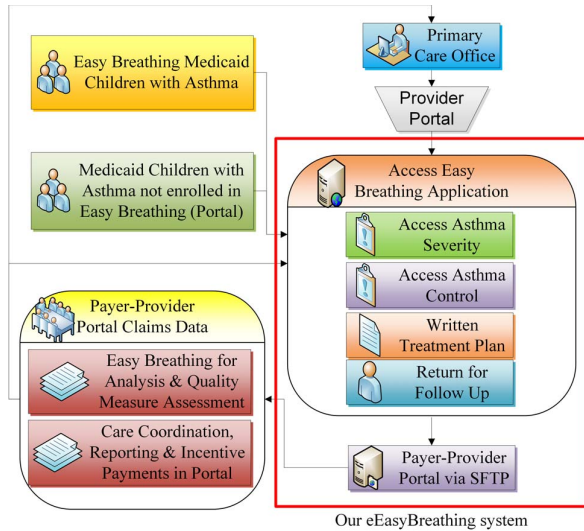 Easy Breathing Medicaid
Children with Asthma
Primary
Care Office
Provider
Portal
Medicaid Children with
Asthma not enrolled in
Easy Breathing (Portal)
Access Easy
Breathing Application
Access Asthma
Severity
Access Asthma
Control
Written
Treatment Plan
Return for
Follow Up
Payer-Provider
Portal Claims Data
Easy Breathing for
Analysis & Quality
Measure Assessment
Care Coordination,
Reporting & Incentive
Payments in Portal
Payer-Provider
Portal via SFTP
Our eEasyBreathing system